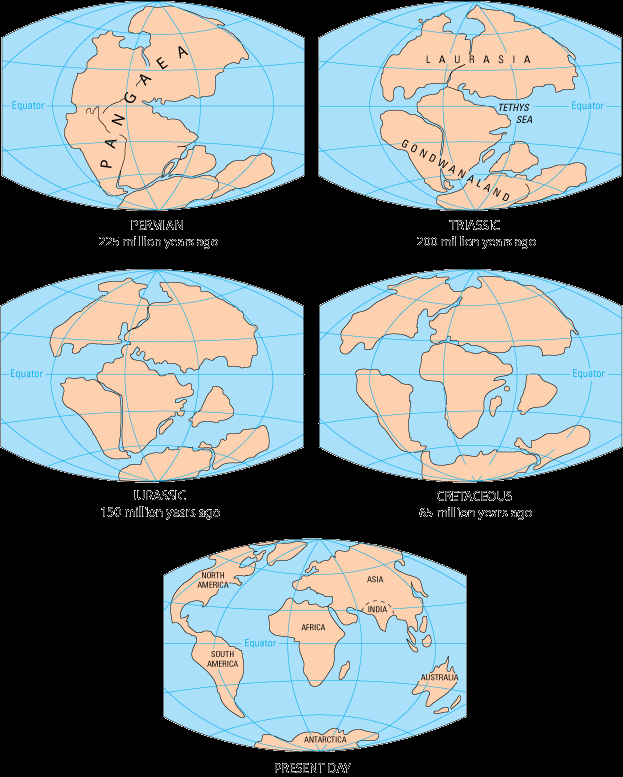 PANGAEA
Equator
PERMIAN
225 million years ago
LAURASIA
TETHYS
SEA
Equator
GONDWANALAND
TRIASSIC
200 million years ago
Equator
JURASSIC
150 million years ago
Equator
CRETACEOUS
65 million years ago
NORTH
AMERICA
ASIA
INDIA
AFRICA
Equator
SOUTH
AMERICA
AUSTRALIA
ANTARCTICA
PRESENT DAY